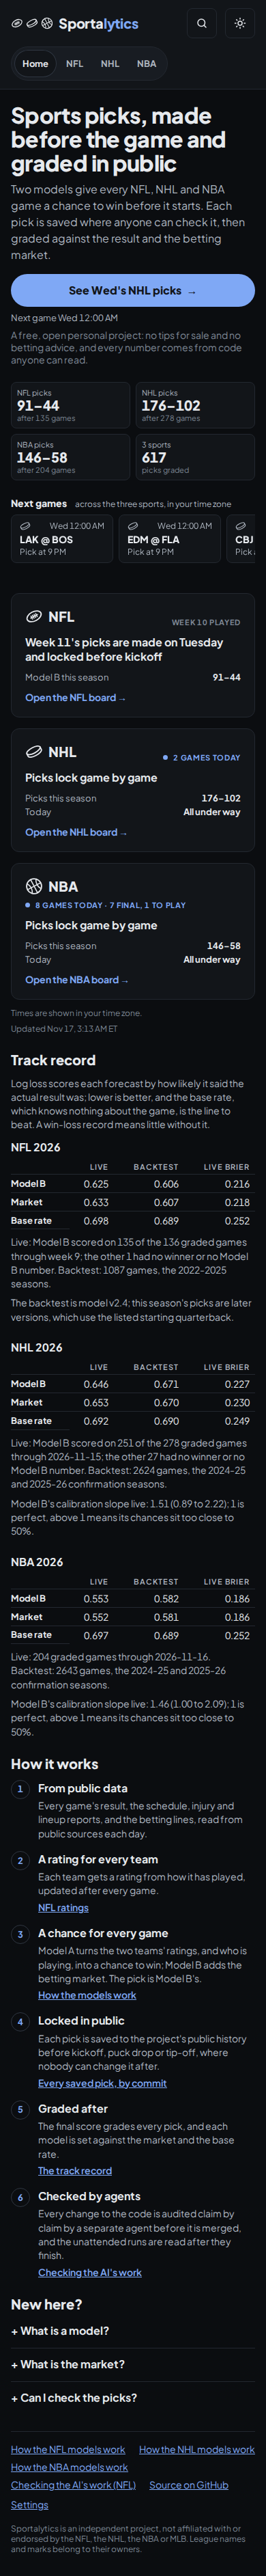 Sportalytics
Home NFL NHL NBA
Sports picks, made
before the game and
graded in public
Two models give every NFL, NHL and NBA
game a chance to win before it starts. Each
pick is saved where anyone can check it, then
graded against the result and the betting
market.
See Wed's NHL picks →
Next game Wed 12:00 AM
A free, open personal project: no tips for sale and no
betting advice, and every number comes from code
anyone can read.
NFL picks
91–44
after 135 games
NHL picks
176–102
after 278 games
NBA picks
146–58
after 204 games
3 sports
617
picks graded
Next games across the three sports, in your time zone
Wed 12:00 AM
LAK @ BOS
Pick at 9 PM
Wed 12:00 AM
EDM @ FLA
Pick at 9 PM
CBJ
Pick
NFL
WEEK 10 PLAYED
Week 11's picks are made on Tuesday
and locked before kickoff
Model B this season 91–44
Open the NFL board →
NHL
2 GAMES TODAY
Picks lock game by game
Picks this season 176–102
Today All under way
Open the NHL board →
NBA
8 GAMES TODAY · 7 FINAL, 1 TO PLAY
Picks lock game by game
Picks this season 146–58
Today All under way
Open the NBA board →
Times are shown in your time zone.
Updated Nov 17, 3:13 AM ET
Track record
Log loss scores each forecast by how likely it said the
actual result was; lower is better, and the base rate,
which knows nothing about the game, is the line to
beat. A win-loss record means little without it.
NFL 2026
LIVE BACKTEST LIVE BRIER
Model B 0.625 0.606 0.216
Market 0.633 0.607 0.218
Base rate 0.698 0.689 0.252
Live: Model B scored on 135 of the 136 graded games
through week 9; the other 1 had no winner or no Model
B number. Backtest: 1087 games, the 2022-2025
seasons.
The backtest is model v2.4; this season's picks are later
versions, which use the listed starting quarterback.
NHL 2026
LIVE BACKTEST LIVE BRIER
Model B 0.646 0.671 0.227
Market 0.653 0.670 0.230
Base rate 0.692 0.690 0.249
Live: Model B scored on 251 of the 278 graded games
through 2026-11-15; the other 27 had no winner or no
Model B number. Backtest: 2624 games, the 2024-25
and 2025-26 confirmation seasons.
Model B's calibration slope live: 1.51 (0.89 to 2.22); 1 is
perfect, above 1 means its chances sit too close to
50%.
NBA 2026
LIVE BACKTEST LIVE BRIER
Model B 0.553 0.582 0.186
Market 0.552 0.581 0.186
Base rate 0.697 0.689 0.252
Live: 204 graded games through 2026-11-16.
Backtest: 2643 games, the 2024-25 and 2025-26
confirmation seasons.
Model B's calibration slope live: 1.46 (1.00 to 2.09); 1 is
perfect, above 1 means its chances sit too close to
50%.
How it works
1 From public data
Every game's result, the schedule, injury and
lineup reports, and the betting lines, read from
public sources each day.
2 A rating for every team
Each team gets a rating from how it has played,
updated after every game.
NFL ratings
3 A chance for every game
Model A turns the two teams' ratings, and who is
playing, into a chance to win; Model B adds the
betting market. The pick is Model B's.
How the models work
4 Locked in public
Each pick is saved to the project's public history
before kickoff, puck drop or tip-off, where
nobody can change it after.
Every saved pick, by commit
5 Graded after
The final score grades every pick, and each
model is set against the market and the base
rate.
The track record
6 Checked by agents
Every change to the code is audited claim by
claim by a separate agent before it is merged,
and the unattended runs are read after they
finish.
Checking the AI's work
New here?
+ What is a model?
+ What is the market?
+ Can I check the picks?
How the NFL models work How the NHL models work
How the NBA models work
Checking the AI's work (NFL) Source on GitHub
Settings
Sportalytics is an independent project, not affiliated with or
endorsed by the NFL, the NHL, the NBA or MLB. League names
and marks belong to their owners.